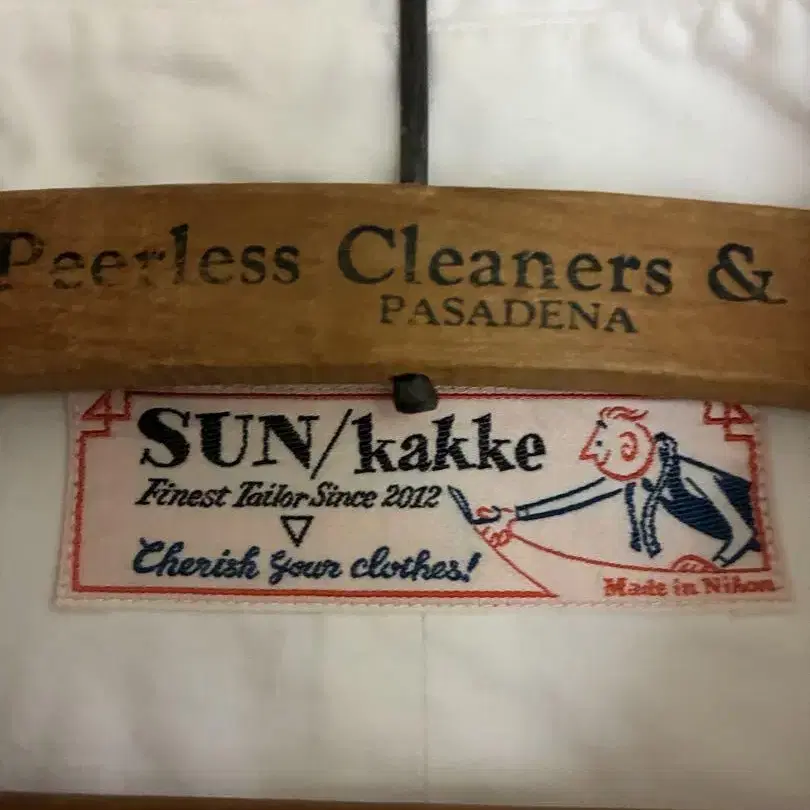 Peerless Cleaners &
PASADENA
SUN/kakke
Finest Tailor Since 2012
Cherish your clothes!
Made in Nihon